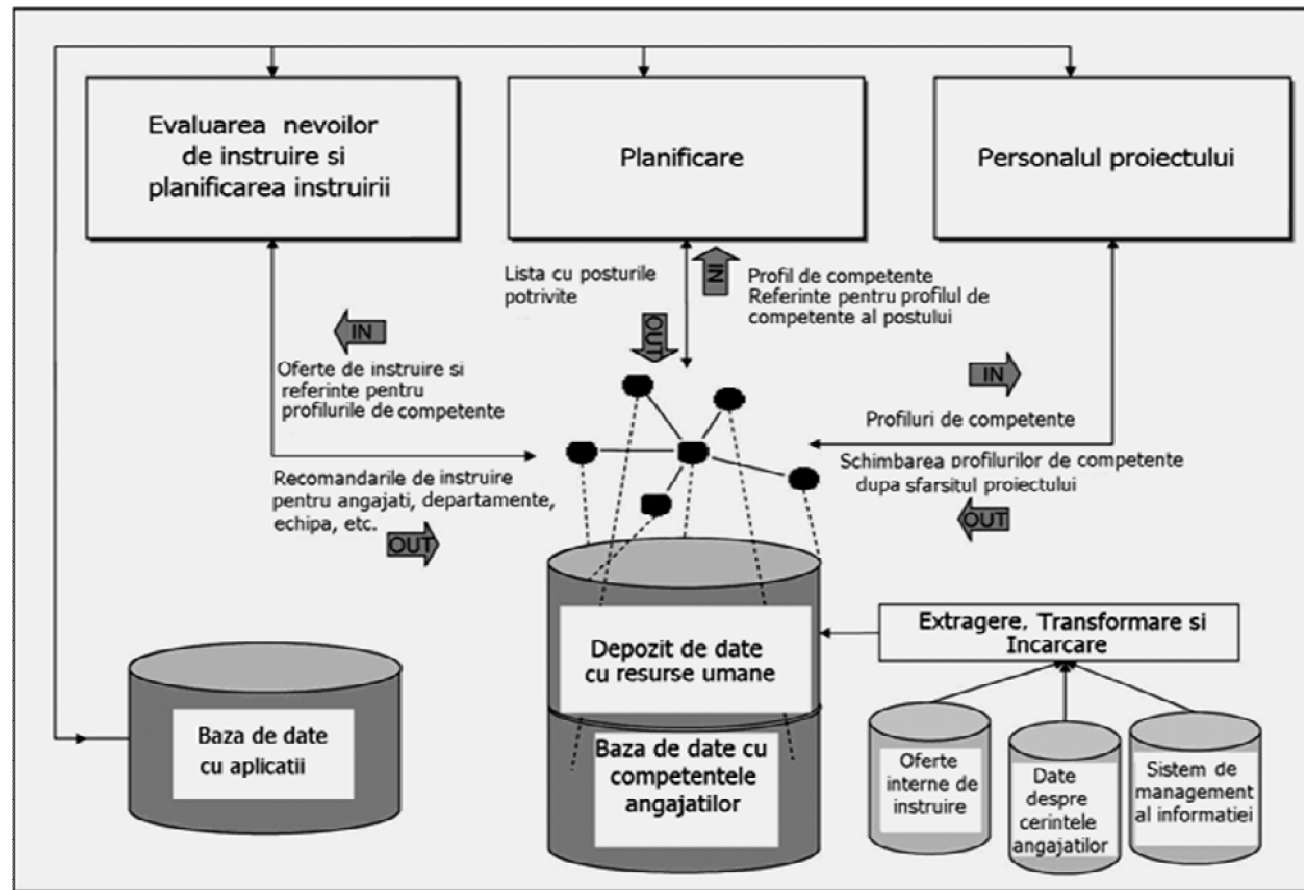 Evaluarea nevoilor
de instruire si
planificarea instruirii
Planificare
Personalul proiectului
Lista cu posturile
potrivite
IN
Profil de competente
Referinte pentru profilul de
competente al postului
OUT
IN
Oferte de instruire si
referinte pentru
profilurile de competente
IN
Profiluri de competente
Recomandarile de instruire
pentru angajati, departamente,
echipa, etc.
OUT
Schimbarea profilurilor de competente
dupa sfarsitul proiectului
OUT
Depozit de date
cu resurse umane
Baza de date cu
competentele
angajatilor
Extragere, Transformare si
Incarcare
Baza de date
cu aplicatii
Oferte
interne de
instruire
Date
despre
cerintele
angajatilor
Sistem de
management
al informatiei